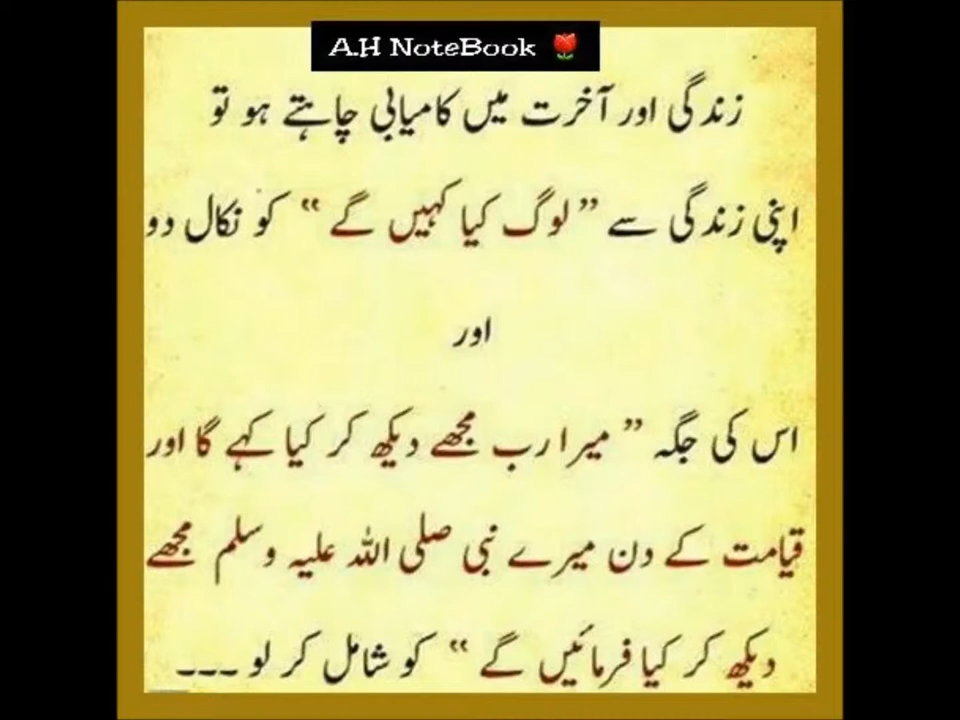 A.H NoteBook 🌹
زندگی اور آخرت میں کامیابی چاہتے ہو تو
اپنی زندگی سے ” لوگ کیا کہیں گے “ کو نکال دو
اور
اس کی جگہ ” میرا رب مجھے دیکھ کر کیا کہے گا اور
قیامت کے دن میرے نبی صلی اللہ علیہ وسلم مجھے
دیکھ کر کیا فرمائیں گے “ کو شامل کر لو ---